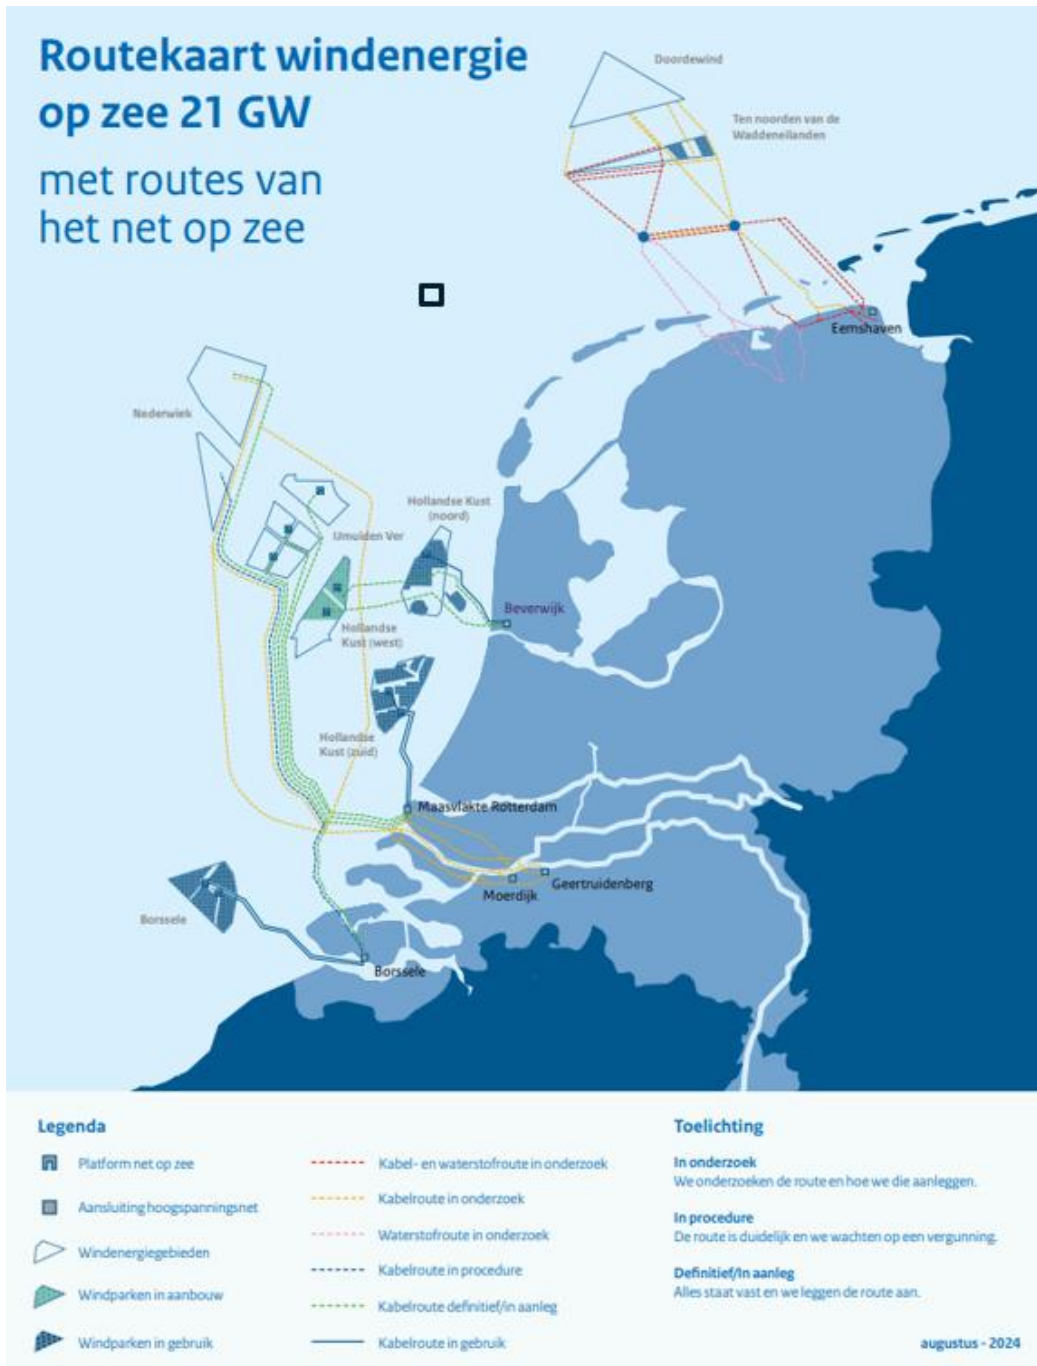 Routekaart windenergie
op zee 21 GW
met routes van
het net op zee
Doordewind
Ten noorden van de
Waddeneilanden
Eemshaven
Nederwiek
Hollandse Kust
(noord)
IJmuiden Ver
Beverwijk
Hollandse
Kust (west)
Hollandse
Kust (zuid)
Maasvlakte Rotterdam
Geertruidenberg
Moerdijk
Borssele
Borssele
Legenda
Platform net op zee
Aansluiting hoogspanningsnet
Windenergiegebieden
Windparken in aanbouw
Windparken in gebruik
Kabel- en waterstofroute in onderzoek
Kabelroute in onderzoek
Waterstofroute in onderzoek
Kabelroute in procedure
Kabelroute definitief/in aanleg
Kabelroute in gebruik
Toelichting
In onderzoek
We onderzoeken de route en hoe we die aanleggen.
In procedure
De route is duidelijk en we wachten op een vergunning.
Definitief/In aanleg
Alles staat vast en we leggen de route aan.
augustus - 2024